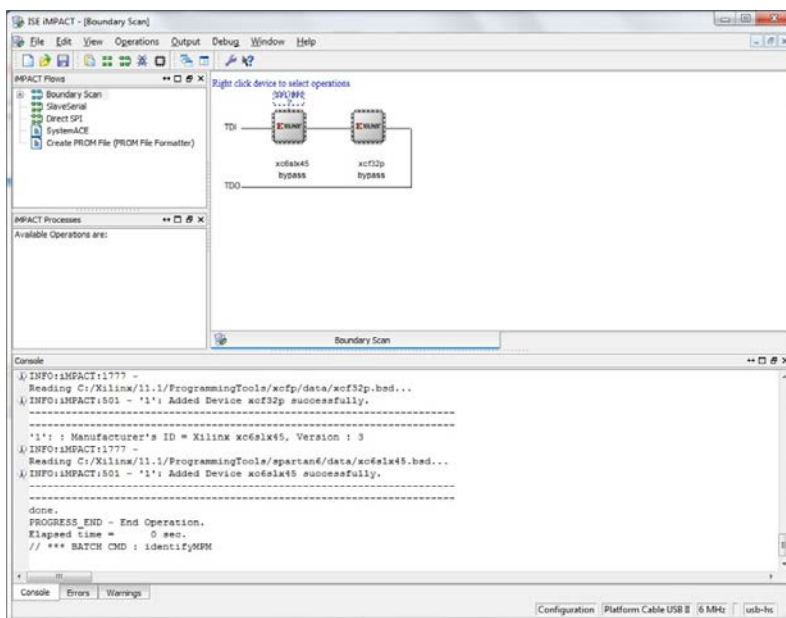 ISE iMPACT - [Boundary Scan]
File Edit View Operations Output Debug Window Help
iMPACT Flows
Boundary Scan
SlaveSerial
Direct SPI
SystemACE
Create PROM File (PROM File Formatter)
iMPACT Processes
Available Operations are:
Right click device to select operations
TDI
XILINX
XILINX
xc6slx45
xcf32p
bypass
bypass
TDO
Boundary Scan
Console
INFO:iMPACT:1777 -
Reading C:/Xilinx/11.1/ProgrammingTools/xcfp/data/xcf32p.bsd...
INFO:iMPACT:501 - '1': Added Device xcf32p successfully.
----------------------------------------------------------------------
----------------------------------------------------------------------
'1': : Manufacturer's ID = Xilinx xc6slx45, Version : 3
INFO:iMPACT:1777 -
Reading C:/Xilinx/11.1/ProgrammingTools/spartan6/data/xc6slx45.bsd...
INFO:iMPACT:501 - '1': Added Device xc6slx45 successfully.
----------------------------------------------------------------------
----------------------------------------------------------------------
done.
PROGRESS_END - End Operation.
Elapsed time =      0 sec.
// *** BATCH CMD : identifyMPM
Console Errors Warnings
Configuration Platform Cable USB II 6 MHz usb-hs